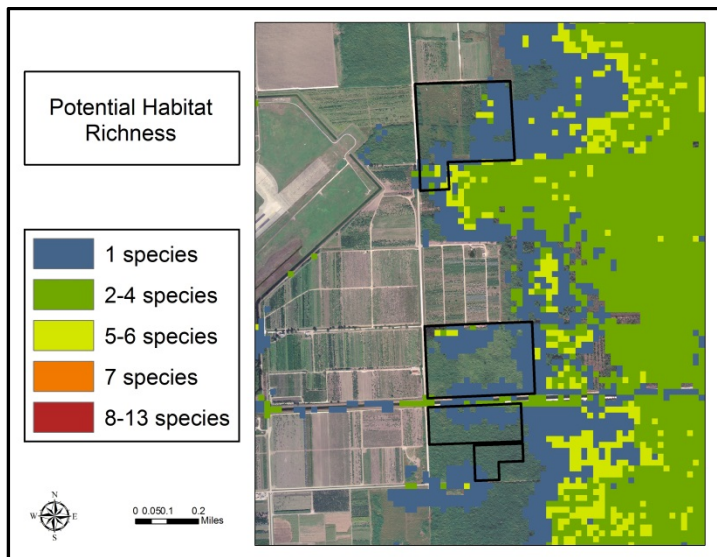 Potential Habitat
Richness
1 species
2-4 species
5-6 species
7 species
8-13 species
N
W E
S
0 0.050.1 0.2
Miles